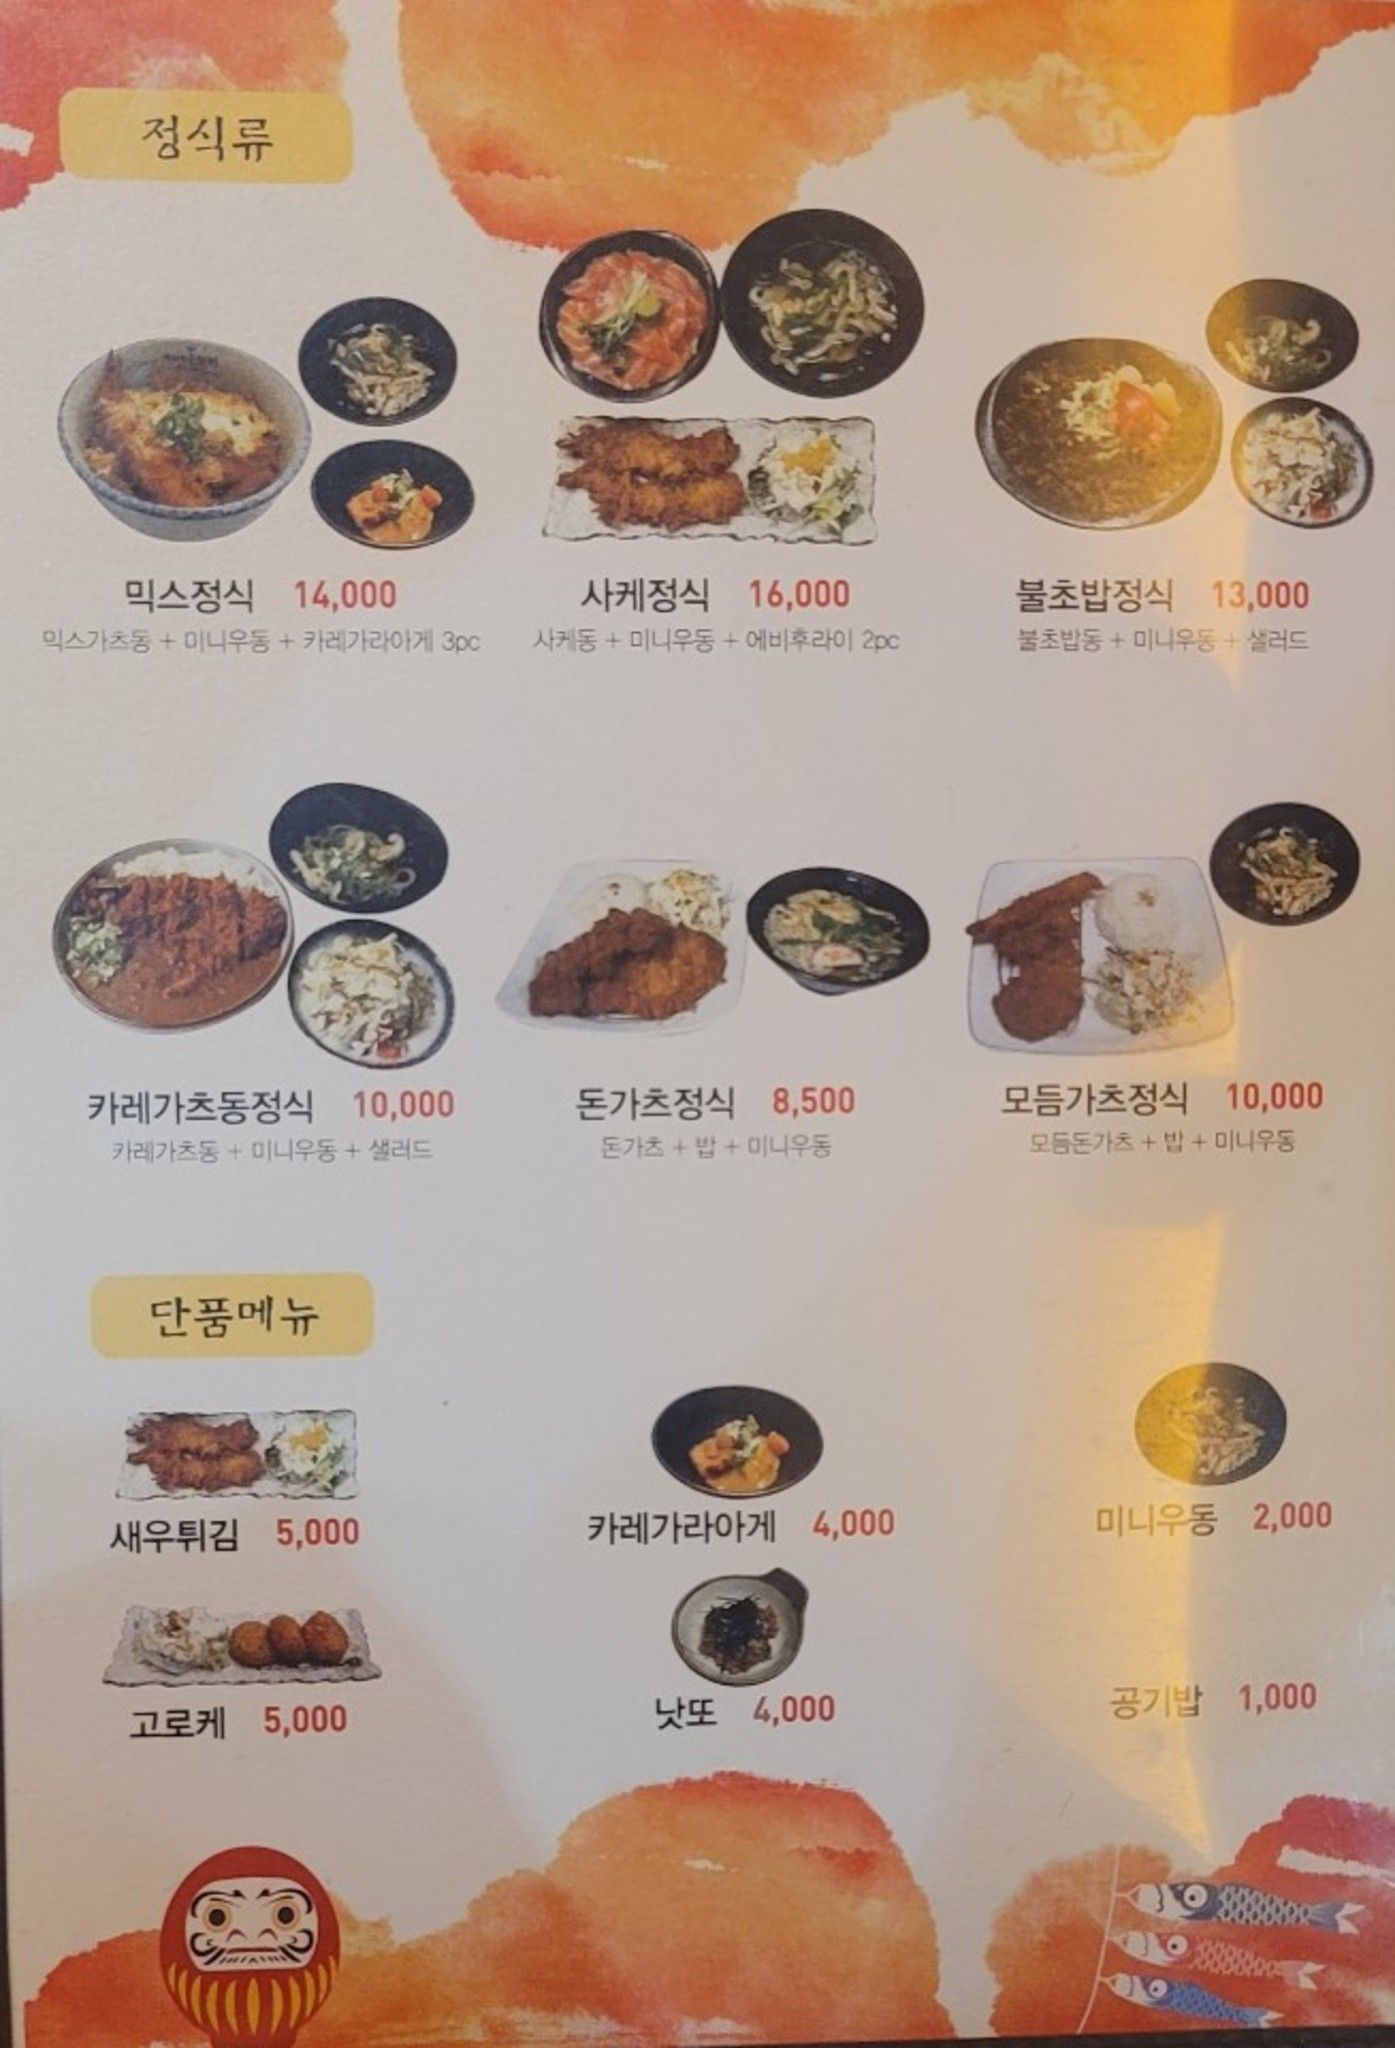 정식류
믹스정식 14,000
믹스가츠동 + 미니우동 + 카레가라아게 3pc
사케정식 16,000
사케동 + 미니우동 + 에비후라이 2pc
불초밥정식 13,000
불초밥동 + 미니우동 + 샐러드
카레가츠동정식 10,000
카레가츠동 + 미니우동 + 샐러드
돈가츠정식 8,500
돈가츠 + 밥 + 미니우동
모듬가츠정식 10,000
모듬돈가츠 + 밥 + 미니우동
단품메뉴
새우튀김 5,000
카레가라아게 4,000
미니우동 2,000
고로케 5,000
낫또 4,000
공기밥 1,000